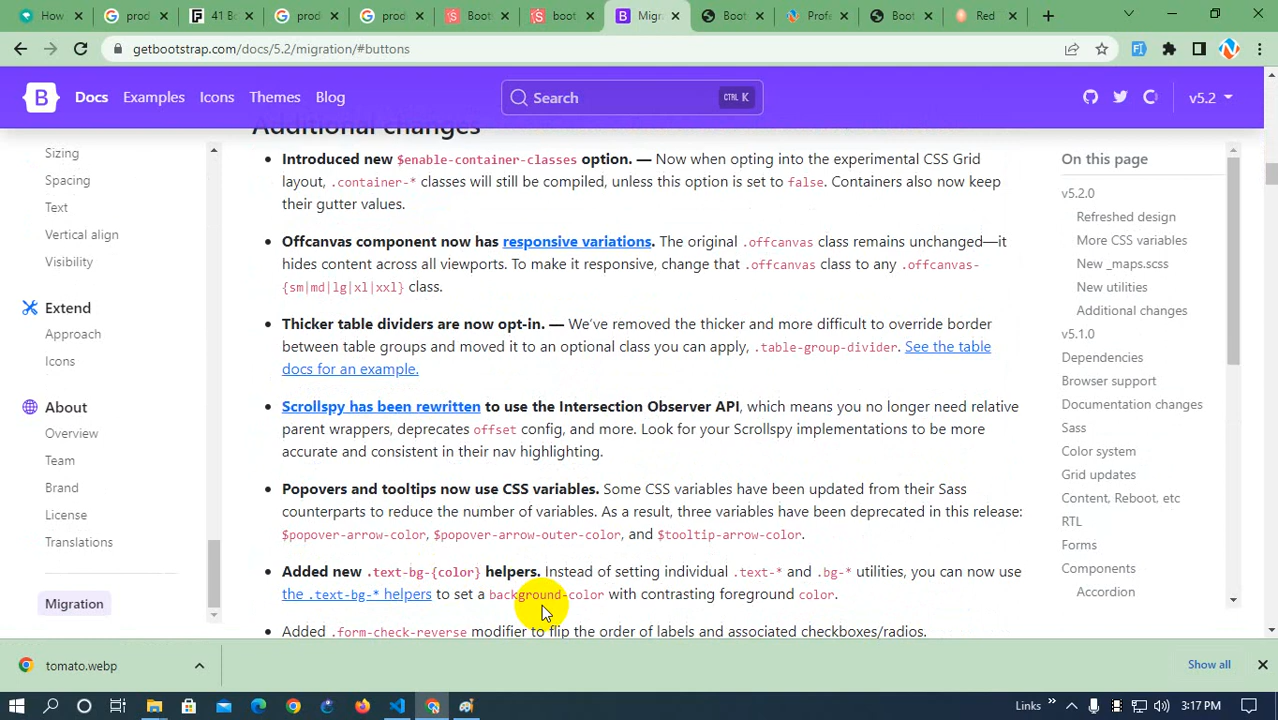 How
prod
41 B
prod
prod
Boot
boot
Migr
Boot
Profe
Boot
Red
getbootstrap.com/docs/5.2/migration/#buttons
Docs Examples Icons Themes Blog
Search CTRL K
v5.2
Sizing
Spacing
Text
Vertical align
Visibility
Extend
Approach
Icons
About
Overview
Team
Brand
License
Translations
Migration
Additional changes
Introduced new $enable-container-classes option. — Now when opting into the experimental CSS Grid
layout, .container-* classes will still be compiled, unless this option is set to false. Containers also now keep
their gutter values.
Offcanvas component now has responsive variations. The original .offcanvas class remains unchanged—it
hides content across all viewports. To make it responsive, change that .offcanvas class to any .offcanvas-
{sm|md|lg|xl|xxl} class.
Thicker table dividers are now opt-in. — We've removed the thicker and more difficult to override border
between table groups and moved it to an optional class you can apply, .table-group-divider. See the table
docs for an example.
Scrollspy has been rewritten to use the Intersection Observer API, which means you no longer need relative
parent wrappers, deprecates offset config, and more. Look for your Scrollspy implementations to be more
accurate and consistent in their nav highlighting.
Popovers and tooltips now use CSS variables. Some CSS variables have been updated from their Sass
counterparts to reduce the number of variables. As a result, three variables have been deprecated in this release:
$popover-arrow-color, $popover-arrow-outer-color, and $tooltip-arrow-color.
Added new .text-bg-{color} helpers. Instead of setting individual .text-* and .bg-* utilities, you can now use
the .text-bg-* helpers to set a background-color with contrasting foreground color.
Added .form-check-reverse modifier to flip the order of labels and associated checkboxes/radios.
On this page
v5.2.0
Refreshed design
More CSS variables
New _maps.scss
New utilities
Additional changes
v5.1.0
Dependencies
Browser support
Documentation changes
Sass
Color system
Grid updates
Content, Reboot, etc
RTL
Forms
Components
Accordion
tomato.webp
Show all
Links
3:17 PM